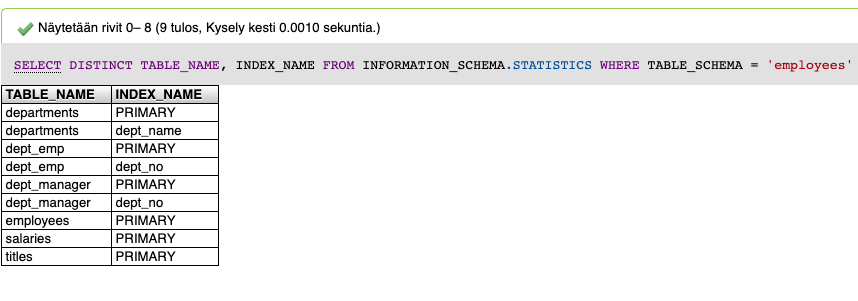 Näytetään rivit 0– 8 (9 tulos, Kysely kesti 0.0010 sekuntia.)
SELECT DISTINCT TABLE_NAME, INDEX_NAME FROM INFORMATION_SCHEMA.STATISTICS WHERE TABLE_SCHEMA = 'employees'
TABLE_NAME INDEX_NAME
departments PRIMARY
departments dept_name
dept_emp PRIMARY
dept_emp dept_no
dept_manager PRIMARY
dept_manager dept_no
employees PRIMARY
salaries PRIMARY
titles PRIMARY